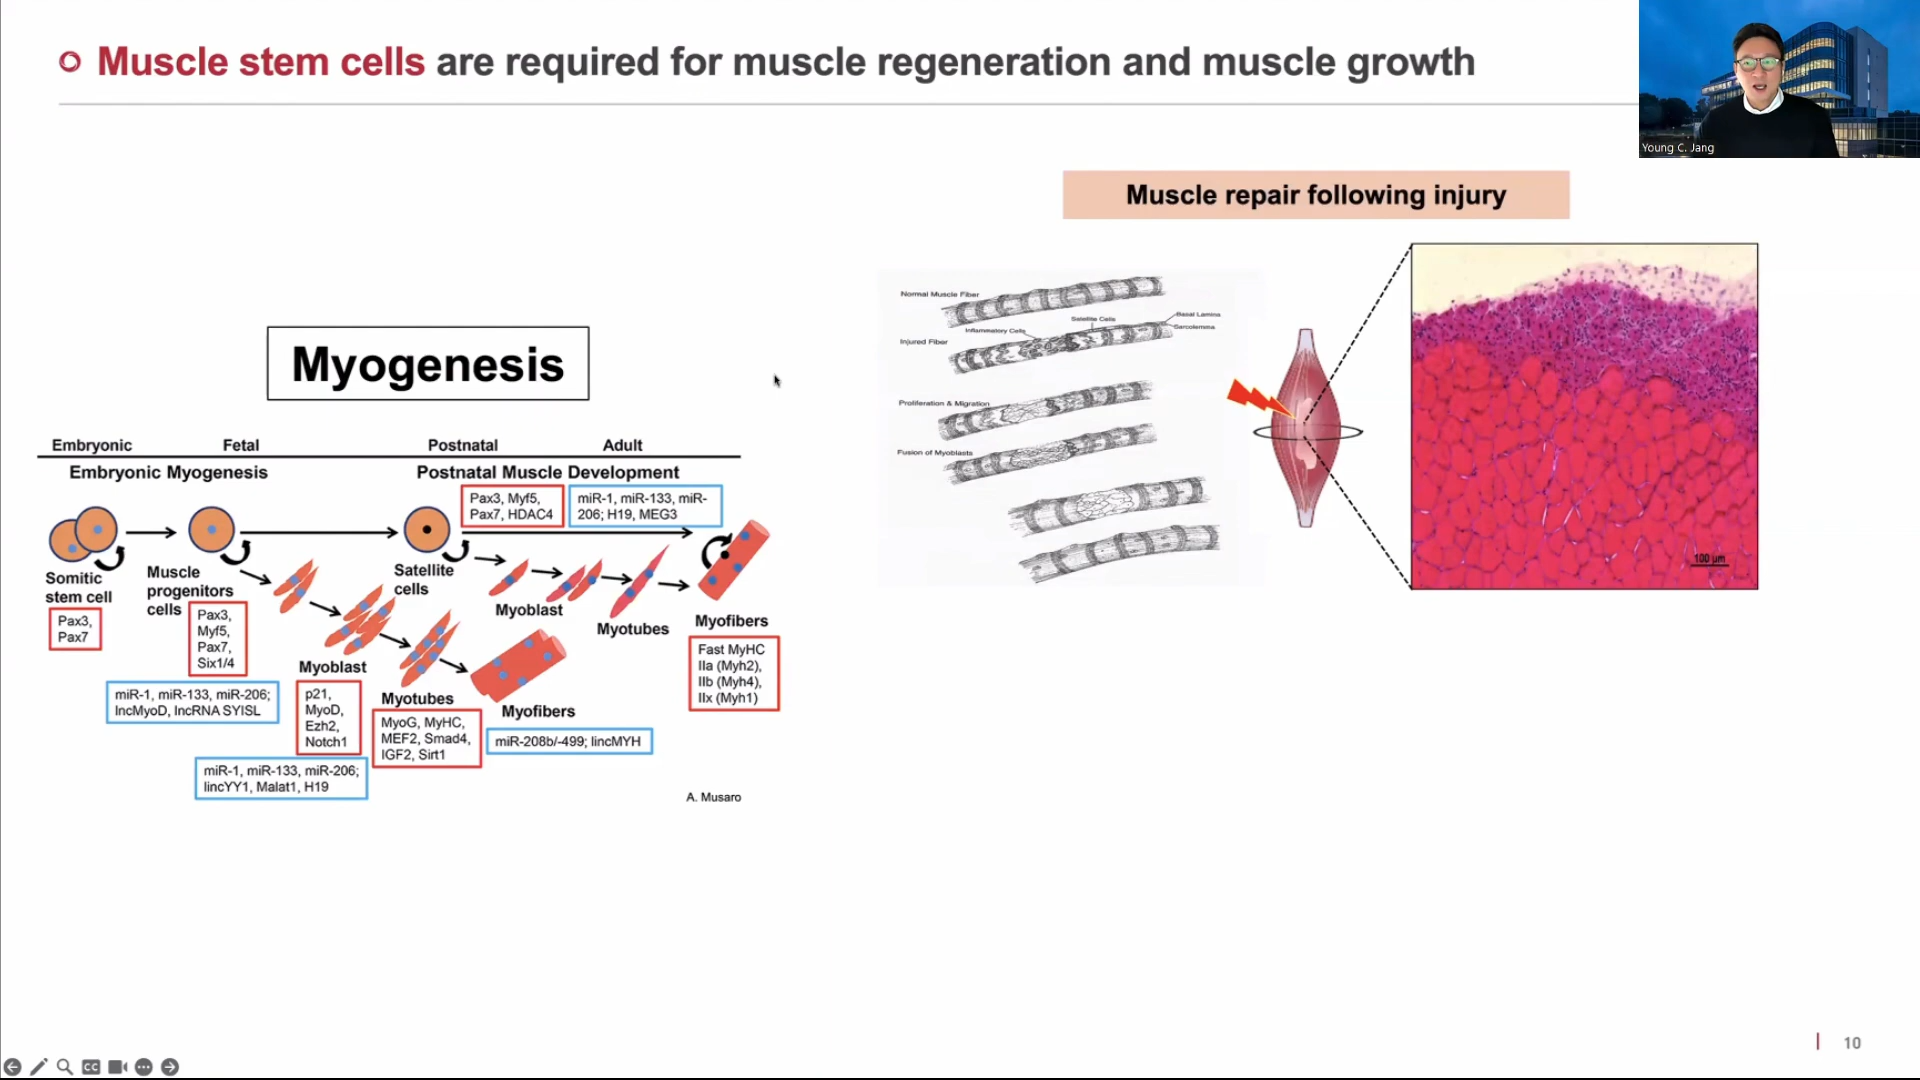 Muscle stem cells are required for muscle regeneration and muscle growth
Young C. Jang
Myogenesis
Embryonic
Fetal
Postnatal
Adult
Embryonic Myogenesis
Postnatal Muscle Development
Pax3, Myf5,
Pax7, HDAC4
miR-1, miR-133, miR-
206; H19, MEG3
Somitic
stem cell
Pax3,
Pax7
Muscle
progenitors
cells
Pax3,
Myf5,
Pax7,
Six1/4
miR-1, miR-133, miR-206;
lncMyoD, lncRNA SYISL
Satellite
cells
Myoblast
Myotubes
Myofibers
Fast MyHC
IIa (Myh2),
IIb (Myh4),
IIx (Myh1)
Myoblast
p21,
MyoD,
Ezh2,
Notch1
miR-1, miR-133, miR-206;
lincYY1, Malat1, H19
Myotubes
MyoG, MyHC,
MEF2, Smad4,
IGF2, Sirt1
Myofibers
miR-208b/-499; lincMYH
A. Musaro
Muscle repair following injury
Normal Muscle Fiber
Inflammatory Cells
Satellite Cells
Basal Lamina
Sarcolemma
Injured Fiber
Proliferation & Migration
Fusion of Myoblasts
100 μm
CC
10